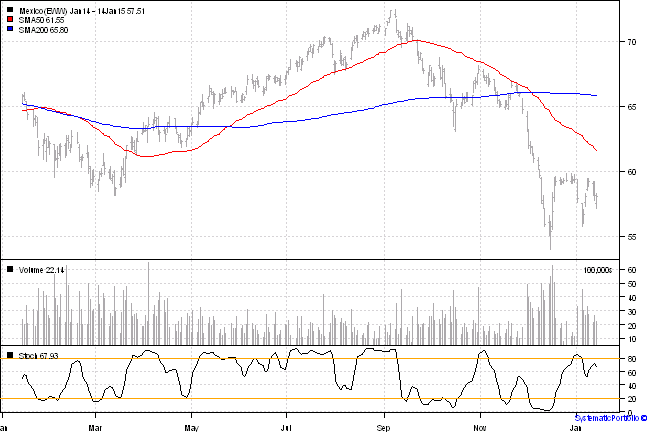 Mexico(EWW) Jan14 - 14Jan15 57.51
SMA50 61.55
SMA200 65.80
70
65
60
55
Volume 22.14
100,000s
60
50
40
30
20
10
Stoch 67.93
80
60
40
20
0
an Mar May Jul Sep Nov Jan
SystematicPortfolio ©